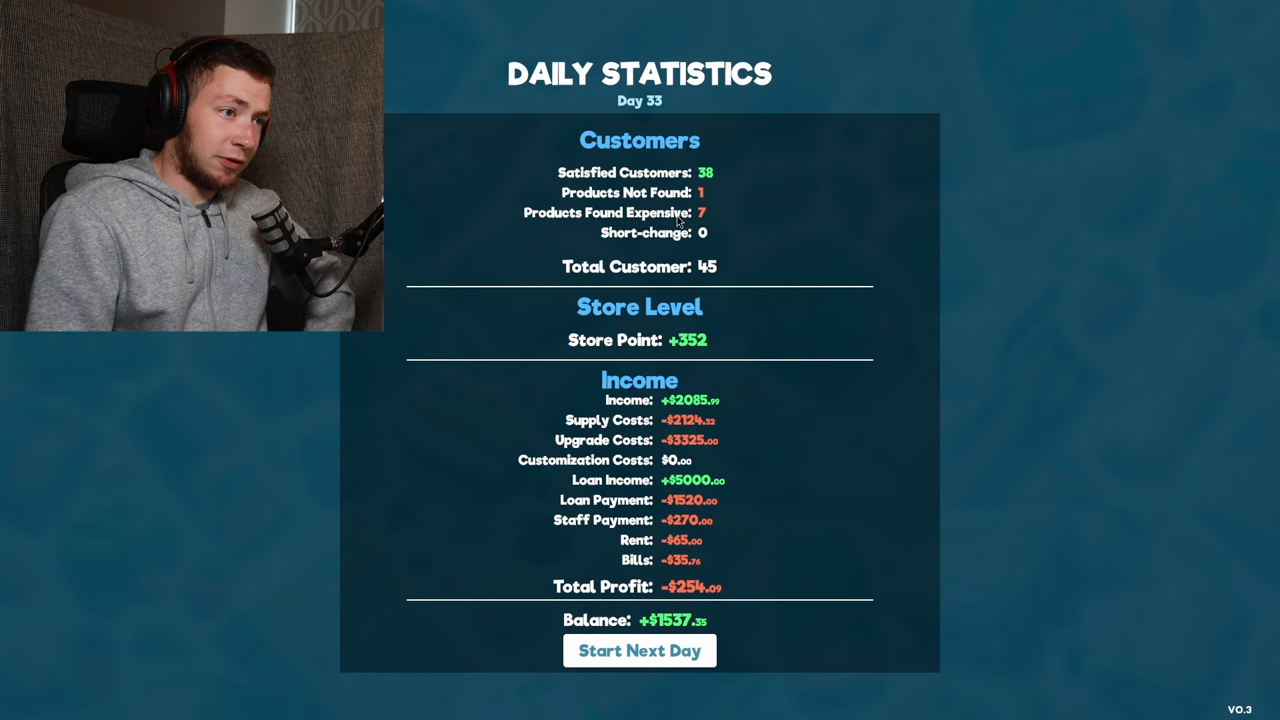 DAILY STATISTICS
Day 33
Customers
Satisfied Customers: 38
Products Not Found: 1
Products Found Expensive: 7
Short-change: 0
Total Customer: 45
Store Level
Store Point: +352
Income
Income: +$2085.99
Supply Costs: -$2124.32
Upgrade Costs: -$3325.00
Customization Costs: $0.00
Loan Income: +$5000.00
Loan Payment: -$1520.00
Staff Payment: -$270.00
Rent: -$65.00
Bills: -$35.76
Total Profit: -$254.09
Balance: +$1537.35
Start Next Day
V0.3